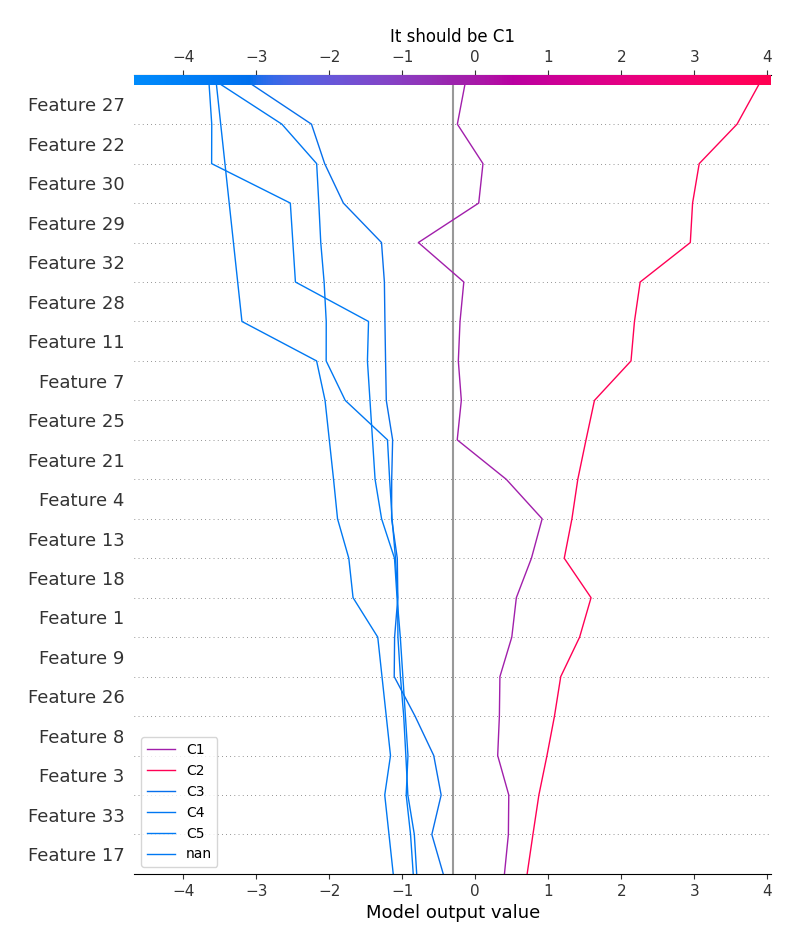 It should be C1
−4 −3 −2 −1 0 1 2 3 4
Feature 27
Feature 22
Feature 30
Feature 29
Feature 32
Feature 28
Feature 11
Feature 7
Feature 25
Feature 21
Feature 4
Feature 13
Feature 18
Feature 1
Feature 9
Feature 26
Feature 8
Feature 3
Feature 33
Feature 17
C1
C2
C3
C4
C5
nan
−4 −3 −2 −1 0 1 2 3 4
Model output value